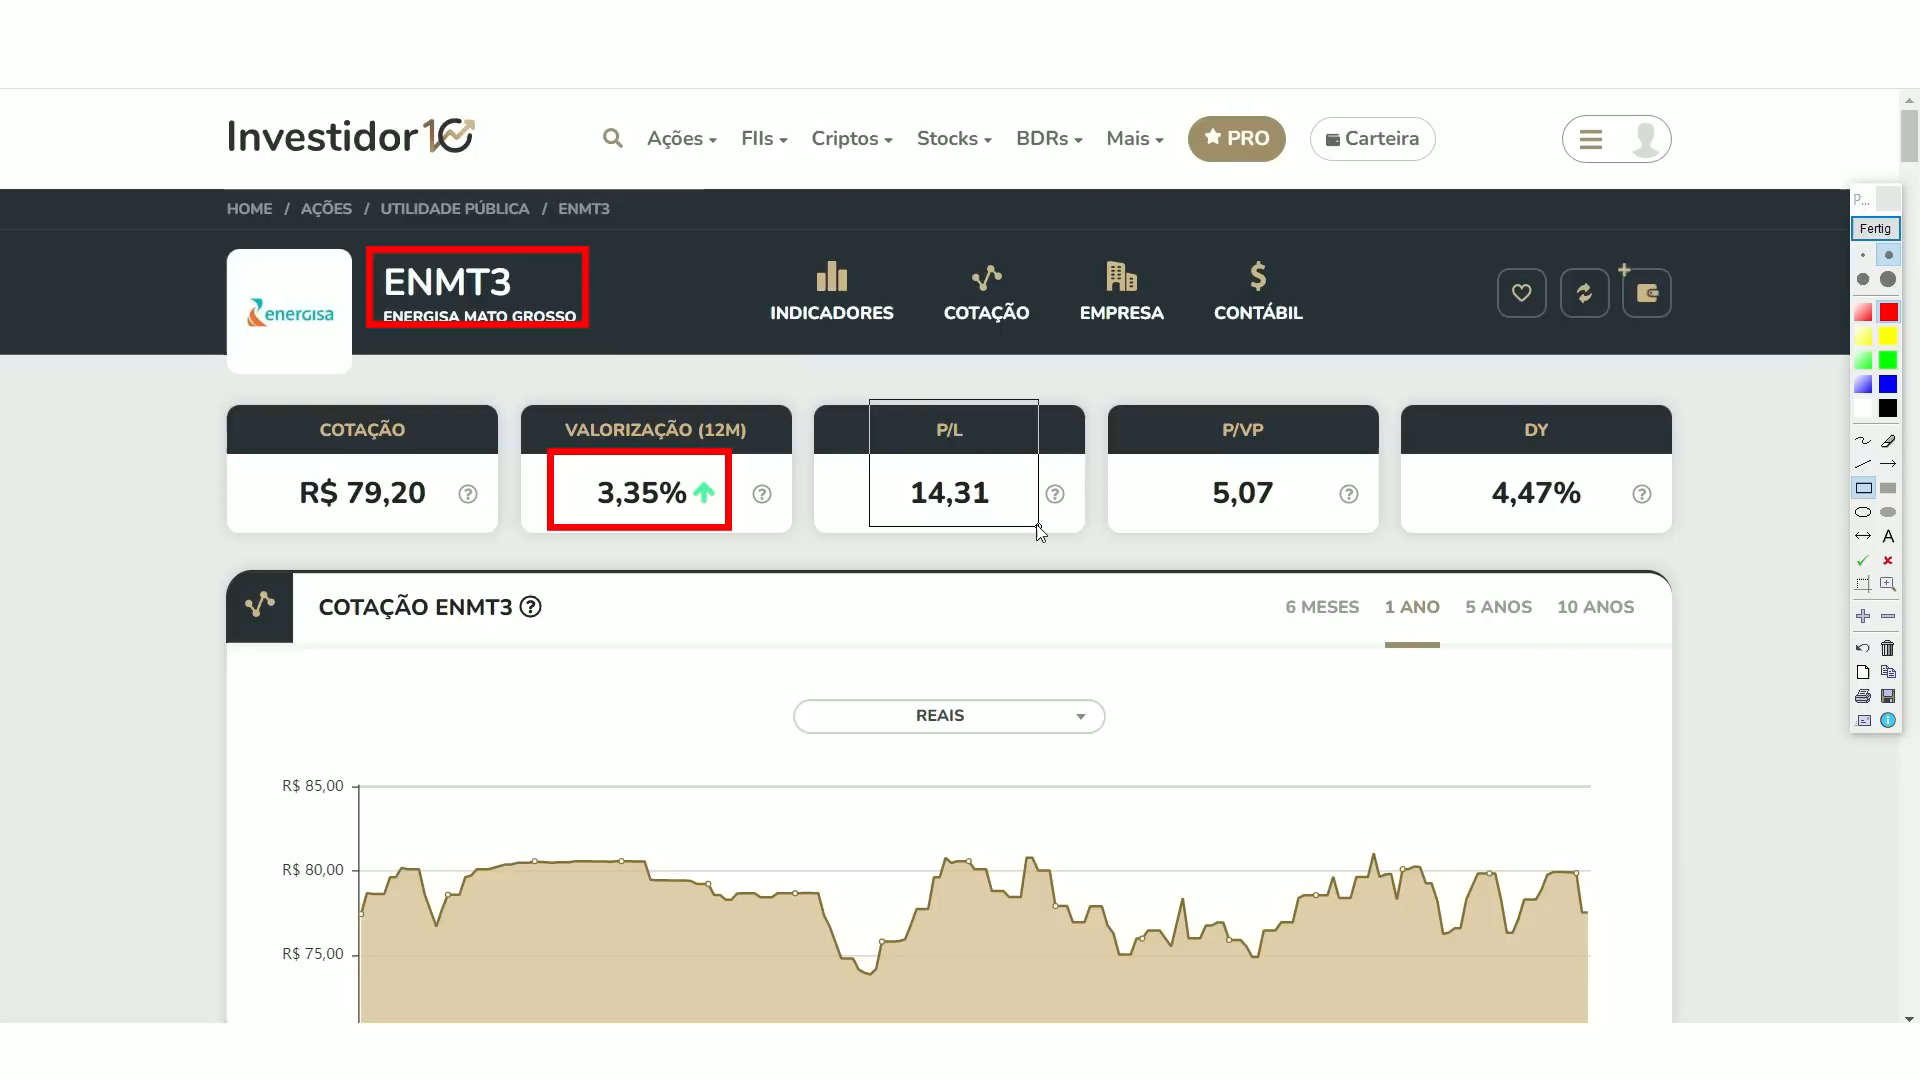 Investidor10
Ações
FIIs
Criptos
Stocks
BDRs
Mais
PRO
Carteira
HOME / AÇÕES / UTILIDADE PÚBLICA / ENMT3
P...
Fertig
energisa
ENMT3
ENERGISA MATO GROSSO
INDICADORES
COTAÇÃO
EMPRESA
CONTÁBIL
COTAÇÃO
R$ 79,20
VALORIZAÇÃO (12M)
3,35%
P/L
14,31
P/VP
5,07
DY
4,47%
A
COTAÇÃO ENMT3
6 MESES
1 ANO
5 ANOS
10 ANOS
REAIS
R$ 85,00
R$ 80,00
R$ 75,00